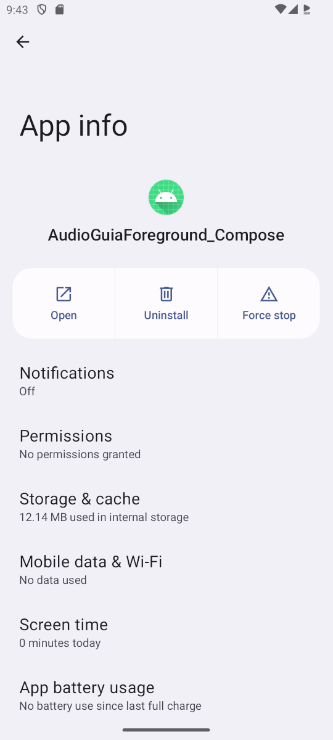 9:43
App info
AudioGuiaForeground_Compose
Open
Uninstall
Force stop
Notifications
Off
Permissions
No permissions granted
Storage & cache
12.14 MB used in internal storage
Mobile data & Wi-Fi
No data used
Screen time
0 minutes today
App battery usage
No battery use since last full charge